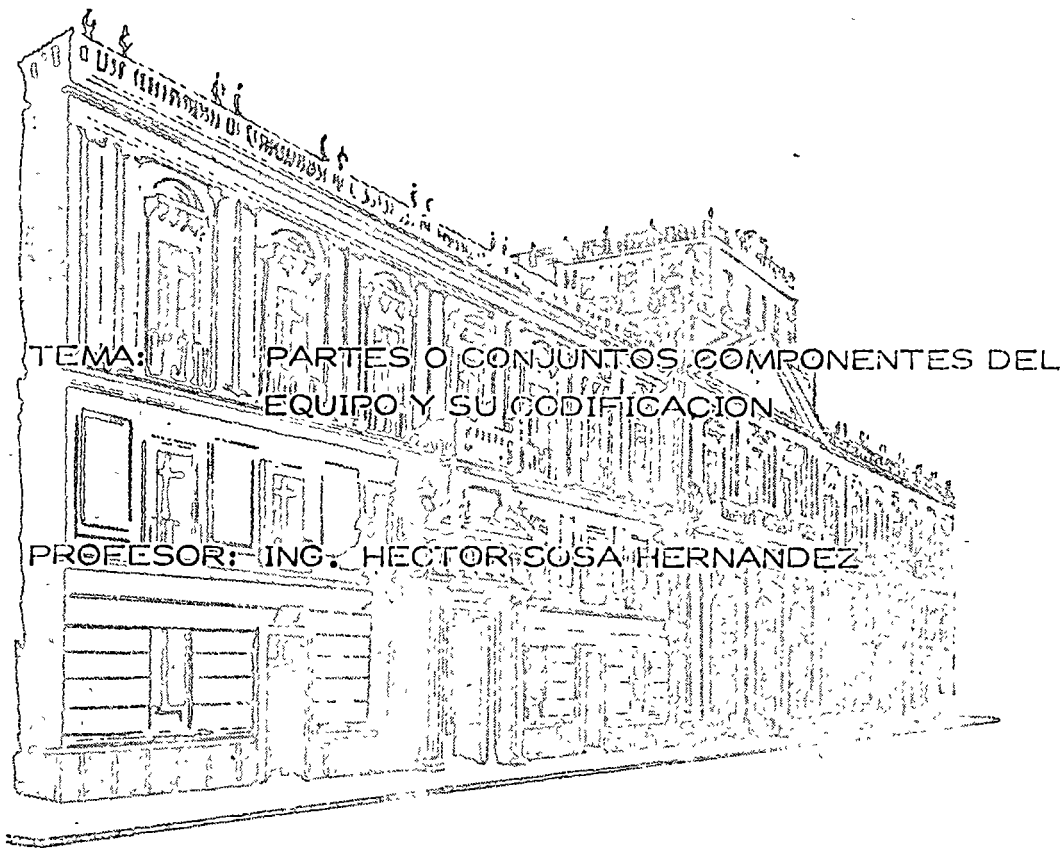 TEMA: PARTES O CONJUNTOS COMPONENTES DEL
EQUIPO Y SU CODIFICACION
PROFESOR: ING. HECTOR SOSA HERNANDEZ